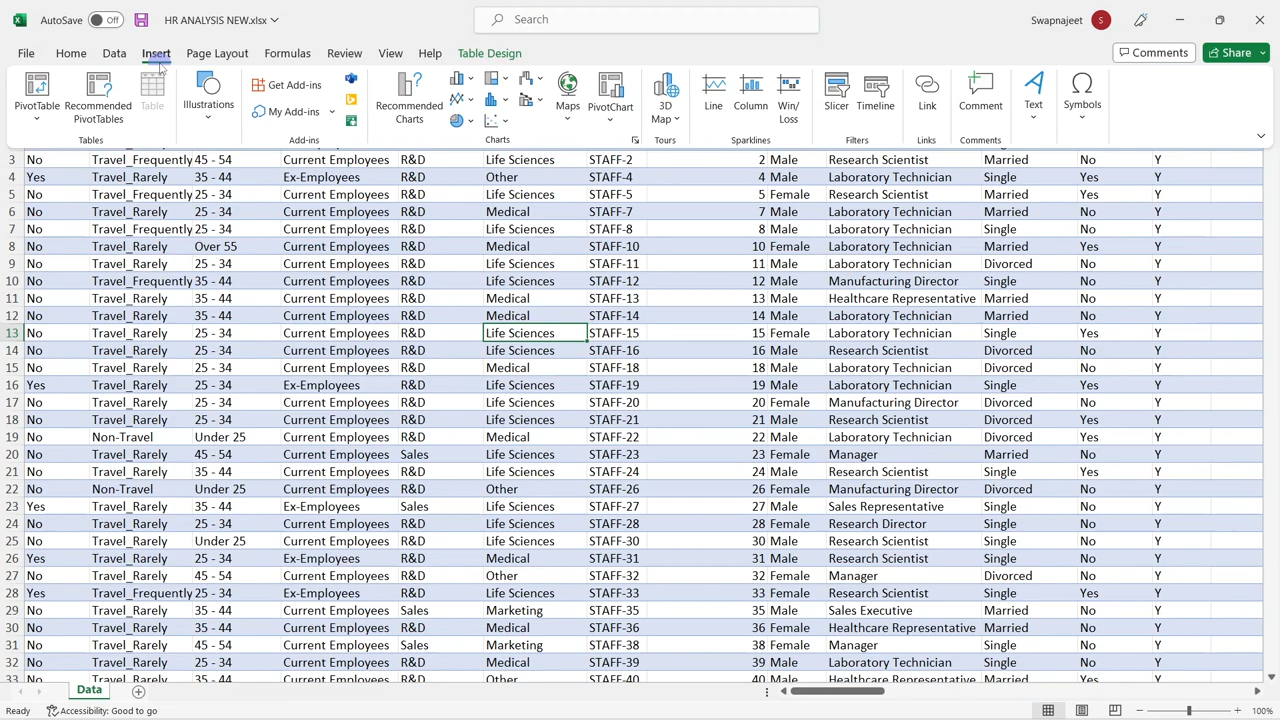 AutoSave Off HR ANALYSIS NEW.xlsx Search Swapnajeet S
File Home Data Insert Page Layout Formulas Review View Help Table Design Comments Share
PivotTable Recommended PivotTables Table Illustrations Get Add-ins My Add-ins Recommended Charts Maps PivotChart 3D Map Line Column Win/Loss Slicer Timeline Link Comment Text Symbols
Tables Add-ins Charts Tours Sparklines Filters Links Comments
3 No Travel_Frequently 45 - 54 Current Employees R&D Life Sciences STAFF-2 2 Male Research Scientist Married No Y
4 Yes Travel_Rarely 35 - 44 Ex-Employees R&D Other STAFF-4 4 Male Laboratory Technician Single Yes Y
5 No Travel_Frequently 25 - 34 Current Employees R&D Life Sciences STAFF-5 5 Female Research Scientist Married Yes Y
6 No Travel_Rarely 25 - 34 Current Employees R&D Medical STAFF-7 7 Male Laboratory Technician Married No Y
7 No Travel_Frequently 25 - 34 Current Employees R&D Life Sciences STAFF-8 8 Male Laboratory Technician Single No Y
8 No Travel_Rarely Over 55 Current Employees R&D Medical STAFF-10 10 Female Laboratory Technician Married Yes Y
9 No Travel_Rarely 25 - 34 Current Employees R&D Life Sciences STAFF-11 11 Male Laboratory Technician Divorced No Y
10 No Travel_Frequently 35 - 44 Current Employees R&D Life Sciences STAFF-12 12 Male Manufacturing Director Single No Y
11 No Travel_Rarely 35 - 44 Current Employees R&D Medical STAFF-13 13 Male Healthcare Representative Married No Y
12 No Travel_Rarely 35 - 44 Current Employees R&D Medical STAFF-14 14 Male Laboratory Technician Married No Y
13 No Travel_Rarely 25 - 34 Current Employees R&D Life Sciences STAFF-15 15 Female Laboratory Technician Single Yes Y
14 No Travel_Rarely 25 - 34 Current Employees R&D Life Sciences STAFF-16 16 Male Research Scientist Divorced No Y
15 No Travel_Rarely 25 - 34 Current Employees R&D Medical STAFF-18 18 Male Laboratory Technician Divorced No Y
16 Yes Travel_Rarely 25 - 34 Ex-Employees R&D Life Sciences STAFF-19 19 Male Laboratory Technician Single Yes Y
17 No Travel_Rarely 25 - 34 Current Employees R&D Life Sciences STAFF-20 20 Female Manufacturing Director Divorced No Y
18 No Travel_Rarely 25 - 34 Current Employees R&D Life Sciences STAFF-21 21 Male Research Scientist Divorced Yes Y
19 No Non-Travel Under 25 Current Employees R&D Medical STAFF-22 22 Male Laboratory Technician Divorced Yes Y
20 No Travel_Rarely 45 - 54 Current Employees Sales Life Sciences STAFF-23 23 Female Manager Married No Y
21 No Travel_Rarely 35 - 44 Current Employees R&D Life Sciences STAFF-24 24 Male Research Scientist Single Yes Y
22 No Non-Travel Under 25 Current Employees R&D Other STAFF-26 26 Female Manufacturing Director Divorced No Y
23 Yes Travel_Rarely 35 - 44 Ex-Employees Sales Life Sciences STAFF-27 27 Male Sales Representative Single No Y
24 No Travel_Rarely 25 - 34 Current Employees R&D Life Sciences STAFF-28 28 Female Research Director Single No Y
25 No Travel_Rarely Under 25 Current Employees R&D Life Sciences STAFF-30 30 Male Research Scientist Single No Y
26 Yes Travel_Rarely 25 - 34 Ex-Employees R&D Medical STAFF-31 31 Male Research Scientist Single No Y
27 No Travel_Rarely 45 - 54 Current Employees R&D Other STAFF-32 32 Female Manager Divorced No Y
28 Yes Travel_Frequently 25 - 34 Ex-Employees R&D Life Sciences STAFF-33 33 Female Research Scientist Single Yes Y
29 No Travel_Rarely 35 - 44 Current Employees Sales Marketing STAFF-35 35 Male Sales Executive Married No Y
30 No Travel_Rarely 35 - 44 Current Employees R&D Medical STAFF-36 36 Female Healthcare Representative Married No Y
31 No Travel_Rarely 45 - 54 Current Employees Sales Marketing STAFF-38 38 Female Manager Single No Y
32 No Travel_Rarely 25 - 34 Current Employees R&D Medical STAFF-39 39 Male Laboratory Technician Single Yes Y
33 No Travel_Rarely 35 - 44 Current Employees R&D Life Sciences STAFF-40 40 Female Healthcare Representative Married No Y
Data
Ready Accessibility: Good to go 100%